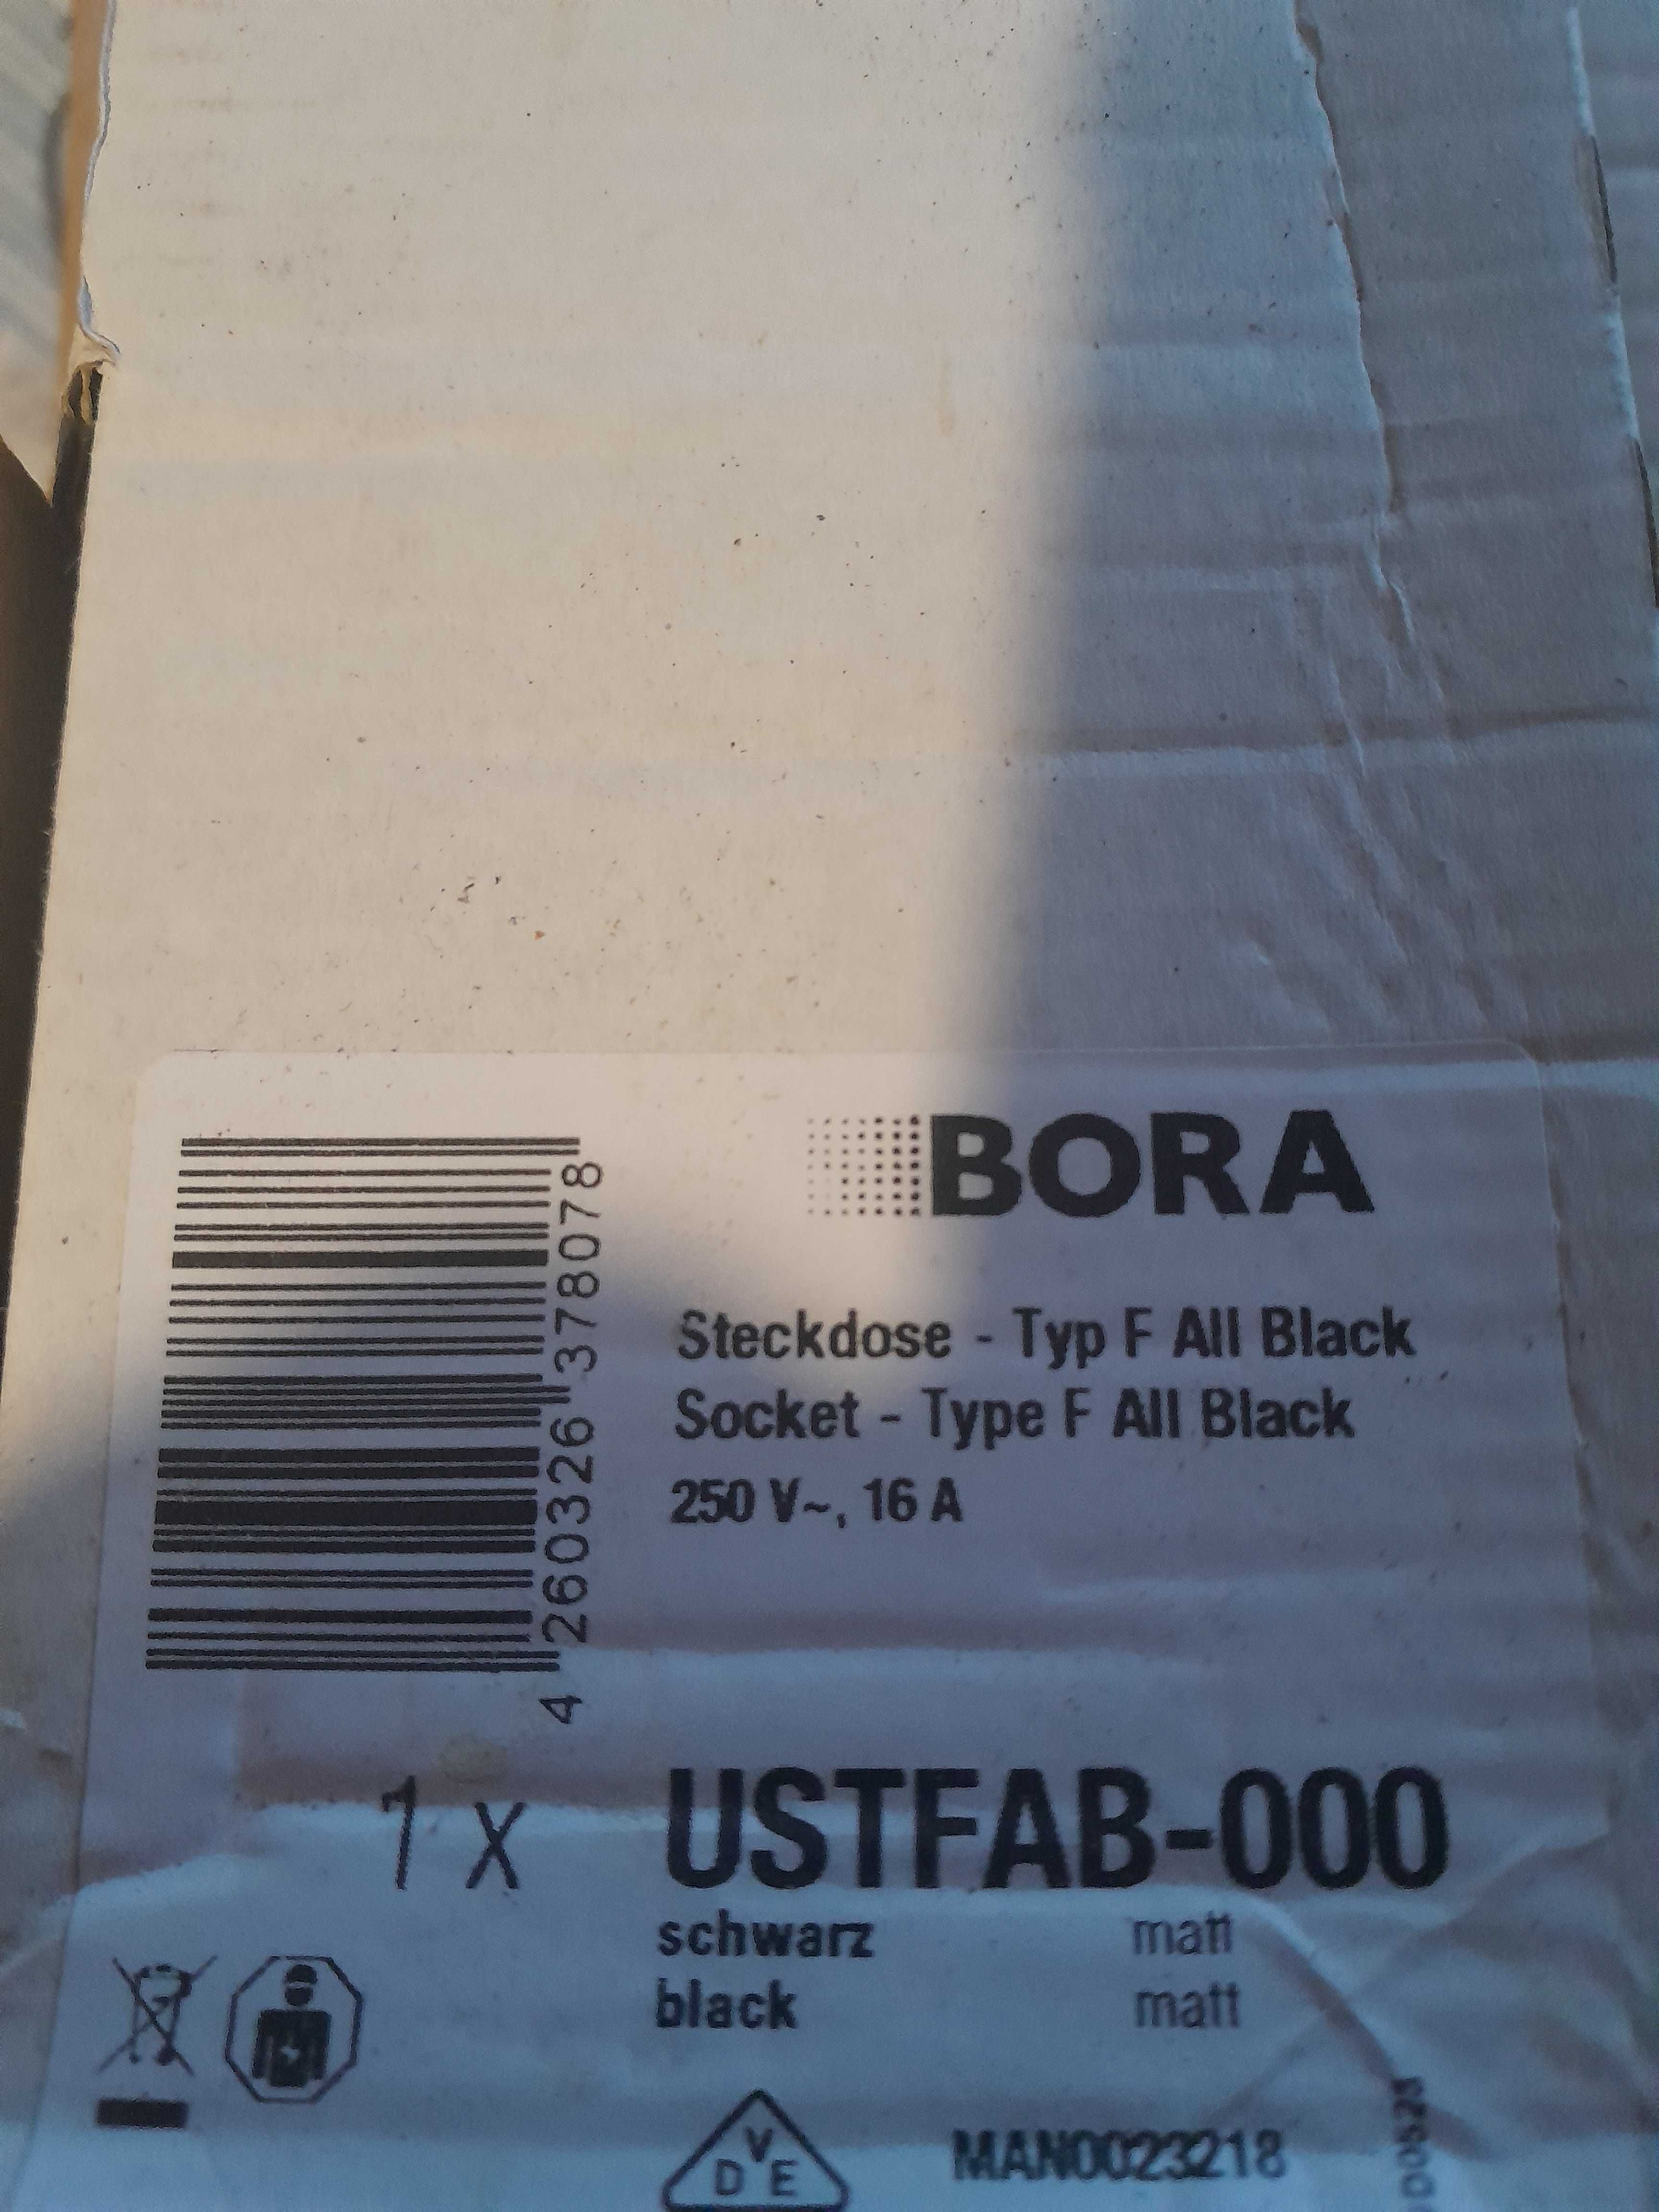 BORA
4 260326 378078
Steckdose - Typ F All Black
Socket - Type F All Black
250 V~, 16 A
1 x USTFAB-000
schwarz matt
black matt
VDE
MAN0023218